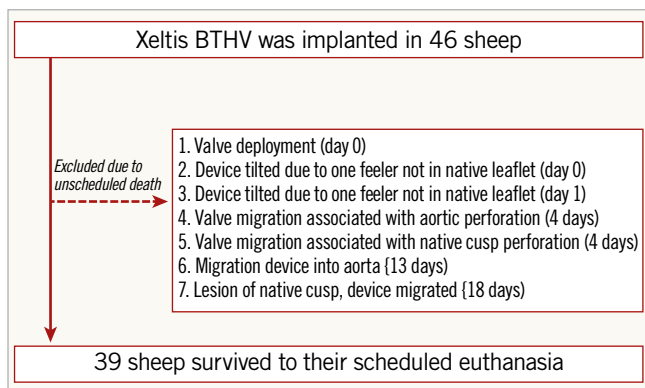 Xeltis BTHV was implanted in 46 sheep
Excluded due to
unscheduled death
1. Valve deployment (day 0)
2. Device tilted due to one feeler not in native leaflet (day 0)
3. Device tilted due to one feeler not in native leaflet (day 1)
4. Valve migration associated with aortic perforation (4 days)
5. Valve migration associated with native cusp perforation (4 days)
6. Migration device into aorta {13 days)
7. Lesion of native cusp, device migrated {18 days)
39 sheep survived to their scheduled euthanasia